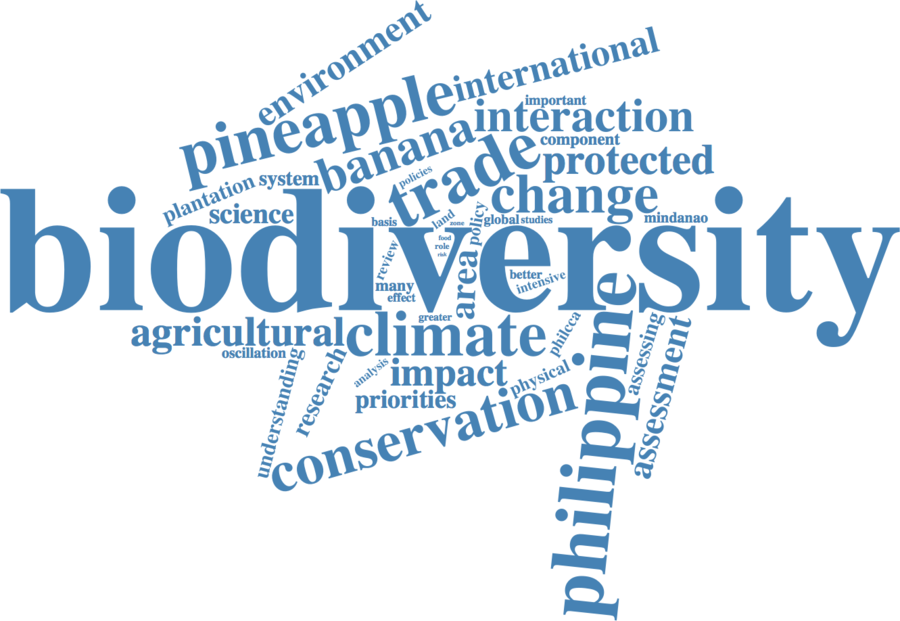 environment
international
pineapple
important
interaction
banana
component
trade
protected
policies
system
plantation
change
science
land
zone
basis
policy
global
studies
mindanao
biodiversity
food
role
risk
review
area
better
intensive
many
effect
greater
agricultural
climate
philcca
oscillation
philippine
assessing
assessment
understanding
research
analysis
impact
physical
priorities
conservation